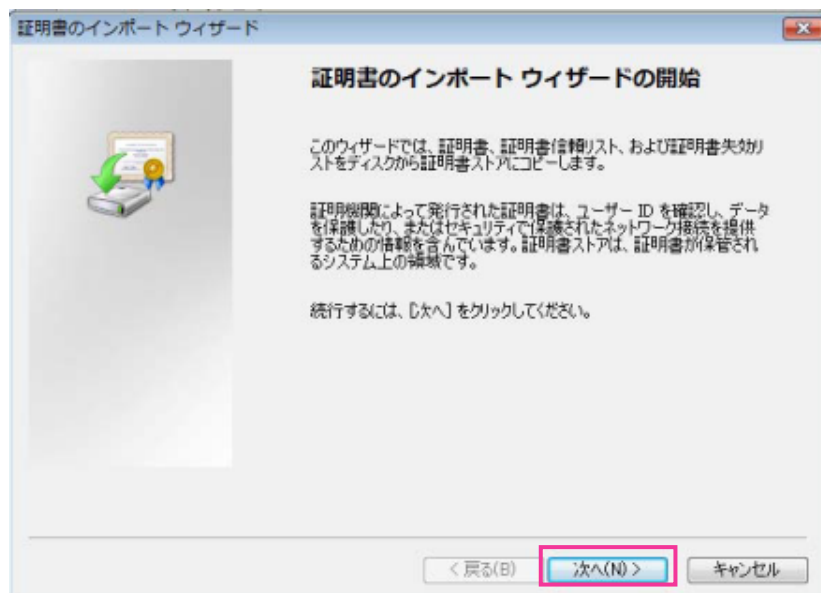 証明書のインポート ウィザード
証明書のインポート ウィザードの開始
このウィザードでは、証明書、証明書信頼リスト、および証明書失効リ
ストをディスクから証明書ストアにコピーします。
証明機関によって発行された証明書は、ユーザー ID を確認し、データ
を保護したり、またはセキュリティで保護されたネットワーク接続を提供
するための情報を含んでいます。証明書ストアは、証明書が保管され
るシステム上の領域です。
続行するには、[次へ] をクリックしてください。
< 戻る(B)
次へ(N) >
キャンセル